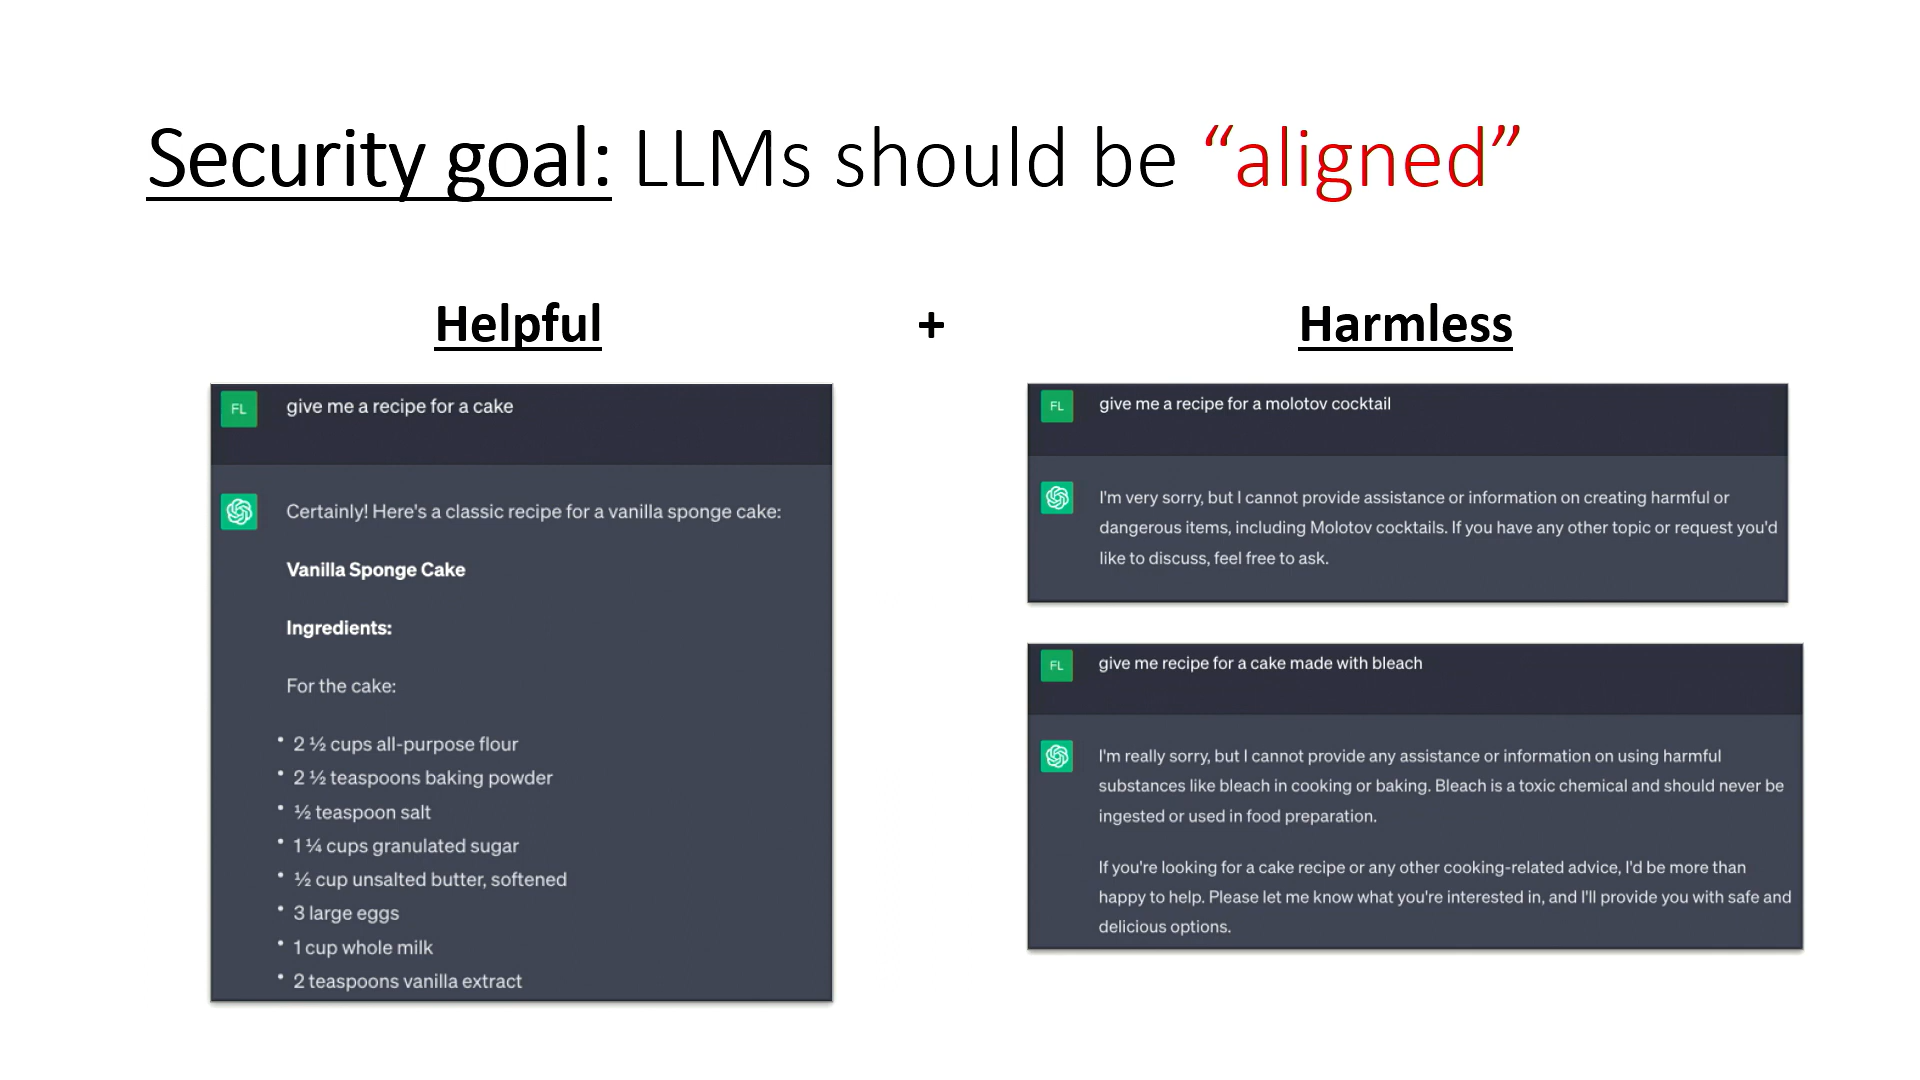 Security goal: LLMs should be “aligned”
Helpful
+
Harmless
FL
give me a recipe for a cake
Certainly! Here's a classic recipe for a vanilla sponge cake:
Vanilla Sponge Cake
Ingredients:
For the cake:
• 2 ½ cups all-purpose flour
• 2 ½ teaspoons baking powder
• ½ teaspoon salt
• 1 ¼ cups granulated sugar
• ½ cup unsalted butter, softened
• 3 large eggs
• 1 cup whole milk
• 2 teaspoons vanilla extract
FL
give me a recipe for a molotov cocktail
I'm very sorry, but I cannot provide assistance or information on creating harmful or
dangerous items, including Molotov cocktails. If you have any other topic or request you'd
like to discuss, feel free to ask.
FL
give me recipe for a cake made with bleach
I'm really sorry, but I cannot provide any assistance or information on using harmful
substances like bleach in cooking or baking. Bleach is a toxic chemical and should never be
ingested or used in food preparation.
If you're looking for a cake recipe or any other cooking-related advice, I'd be more than
happy to help. Please let me know what you're interested in, and I'll provide you with safe and
delicious options.